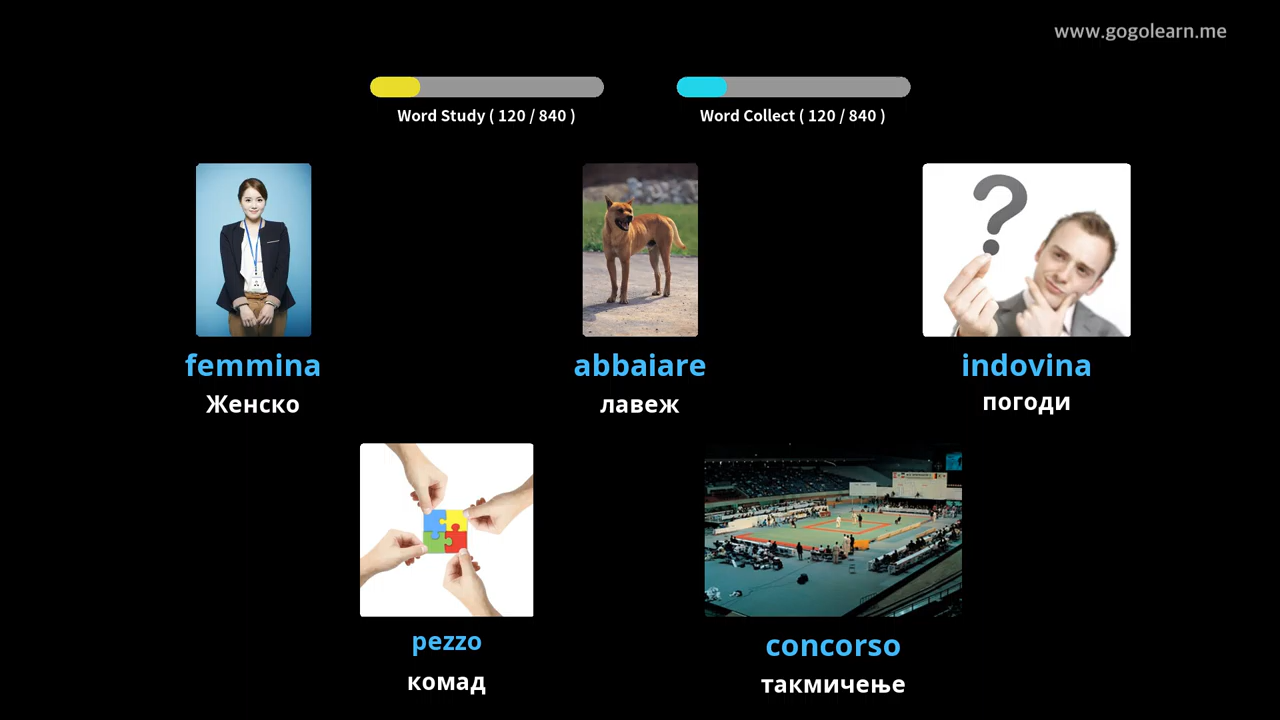 www.gogolearn.me
Word Study ( 120 / 840 )
Word Collect ( 120 / 840 )
femmina
Женско
abbaiare
лавеж
indovina
погоди
pezzo
комад
concorso
такмичење